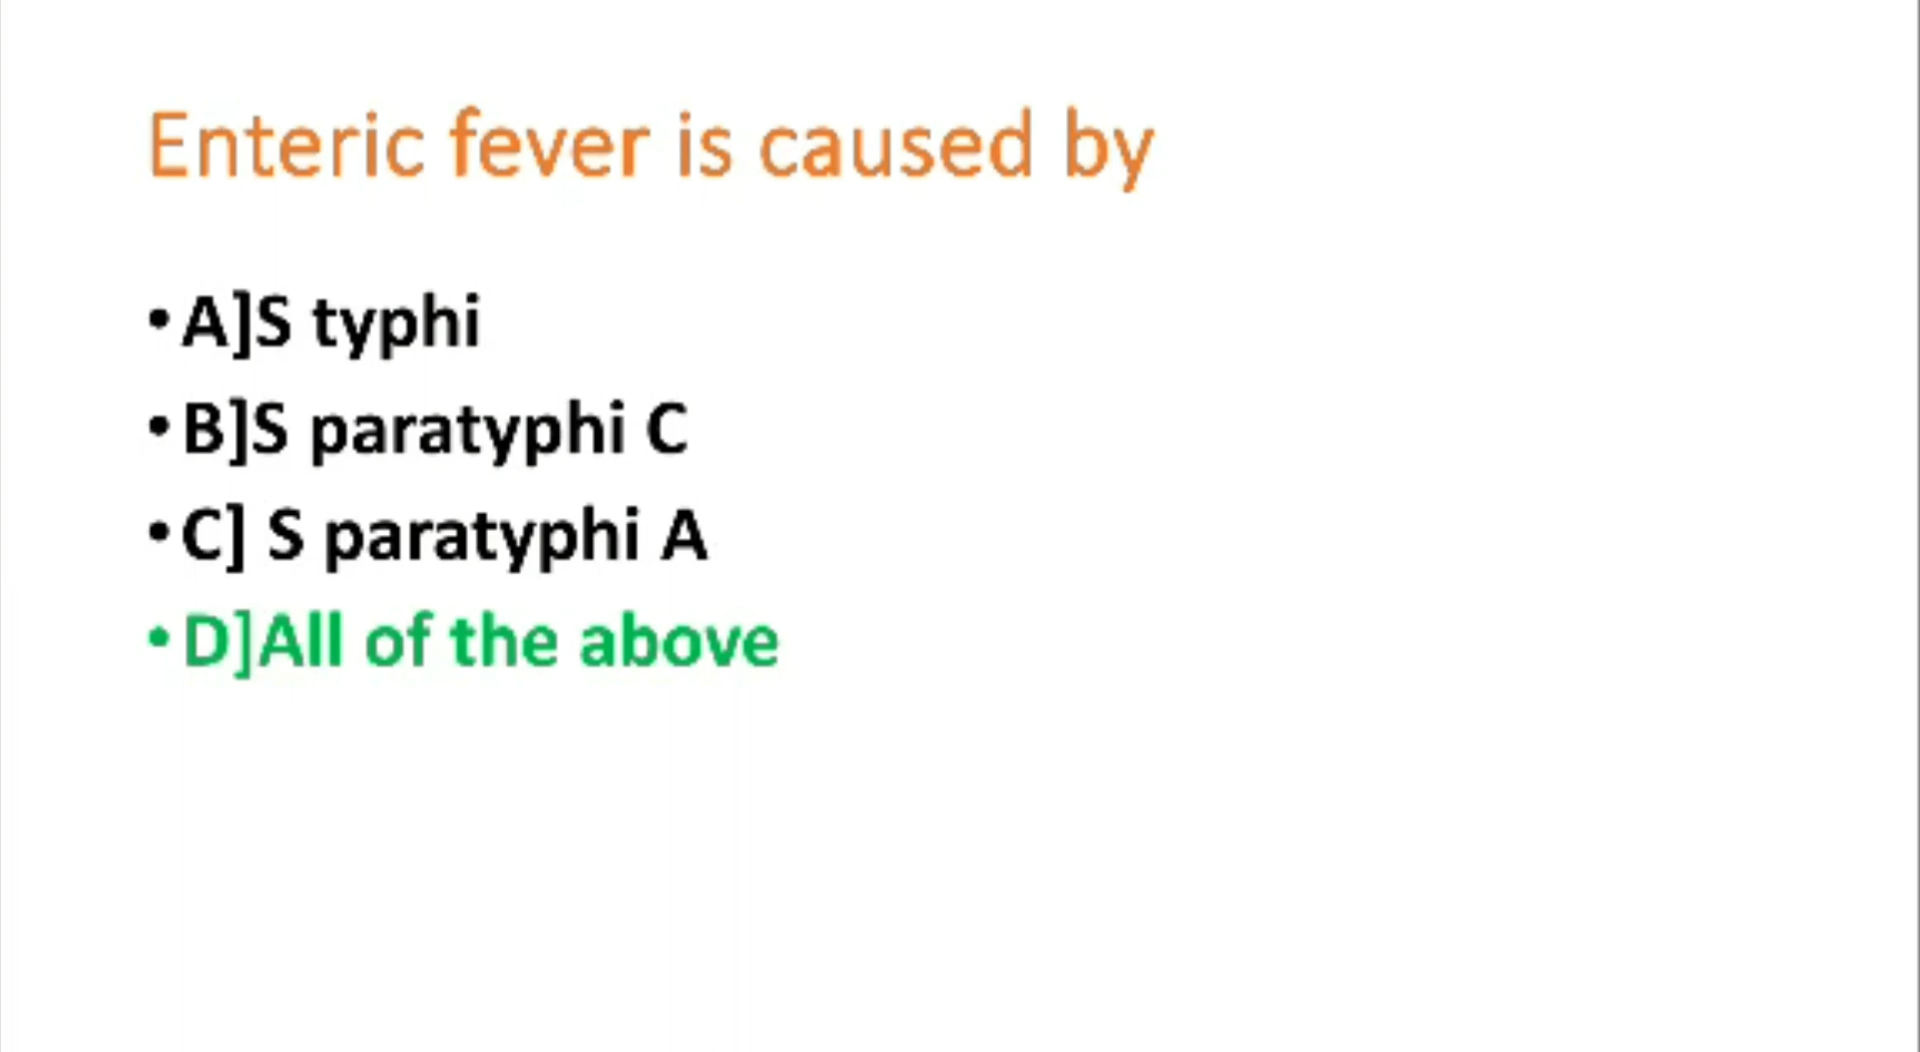 Enteric fever is caused by
• A]S typhi
• B]S paratyphi C
• C] S paratyphi A
• D]All of the above